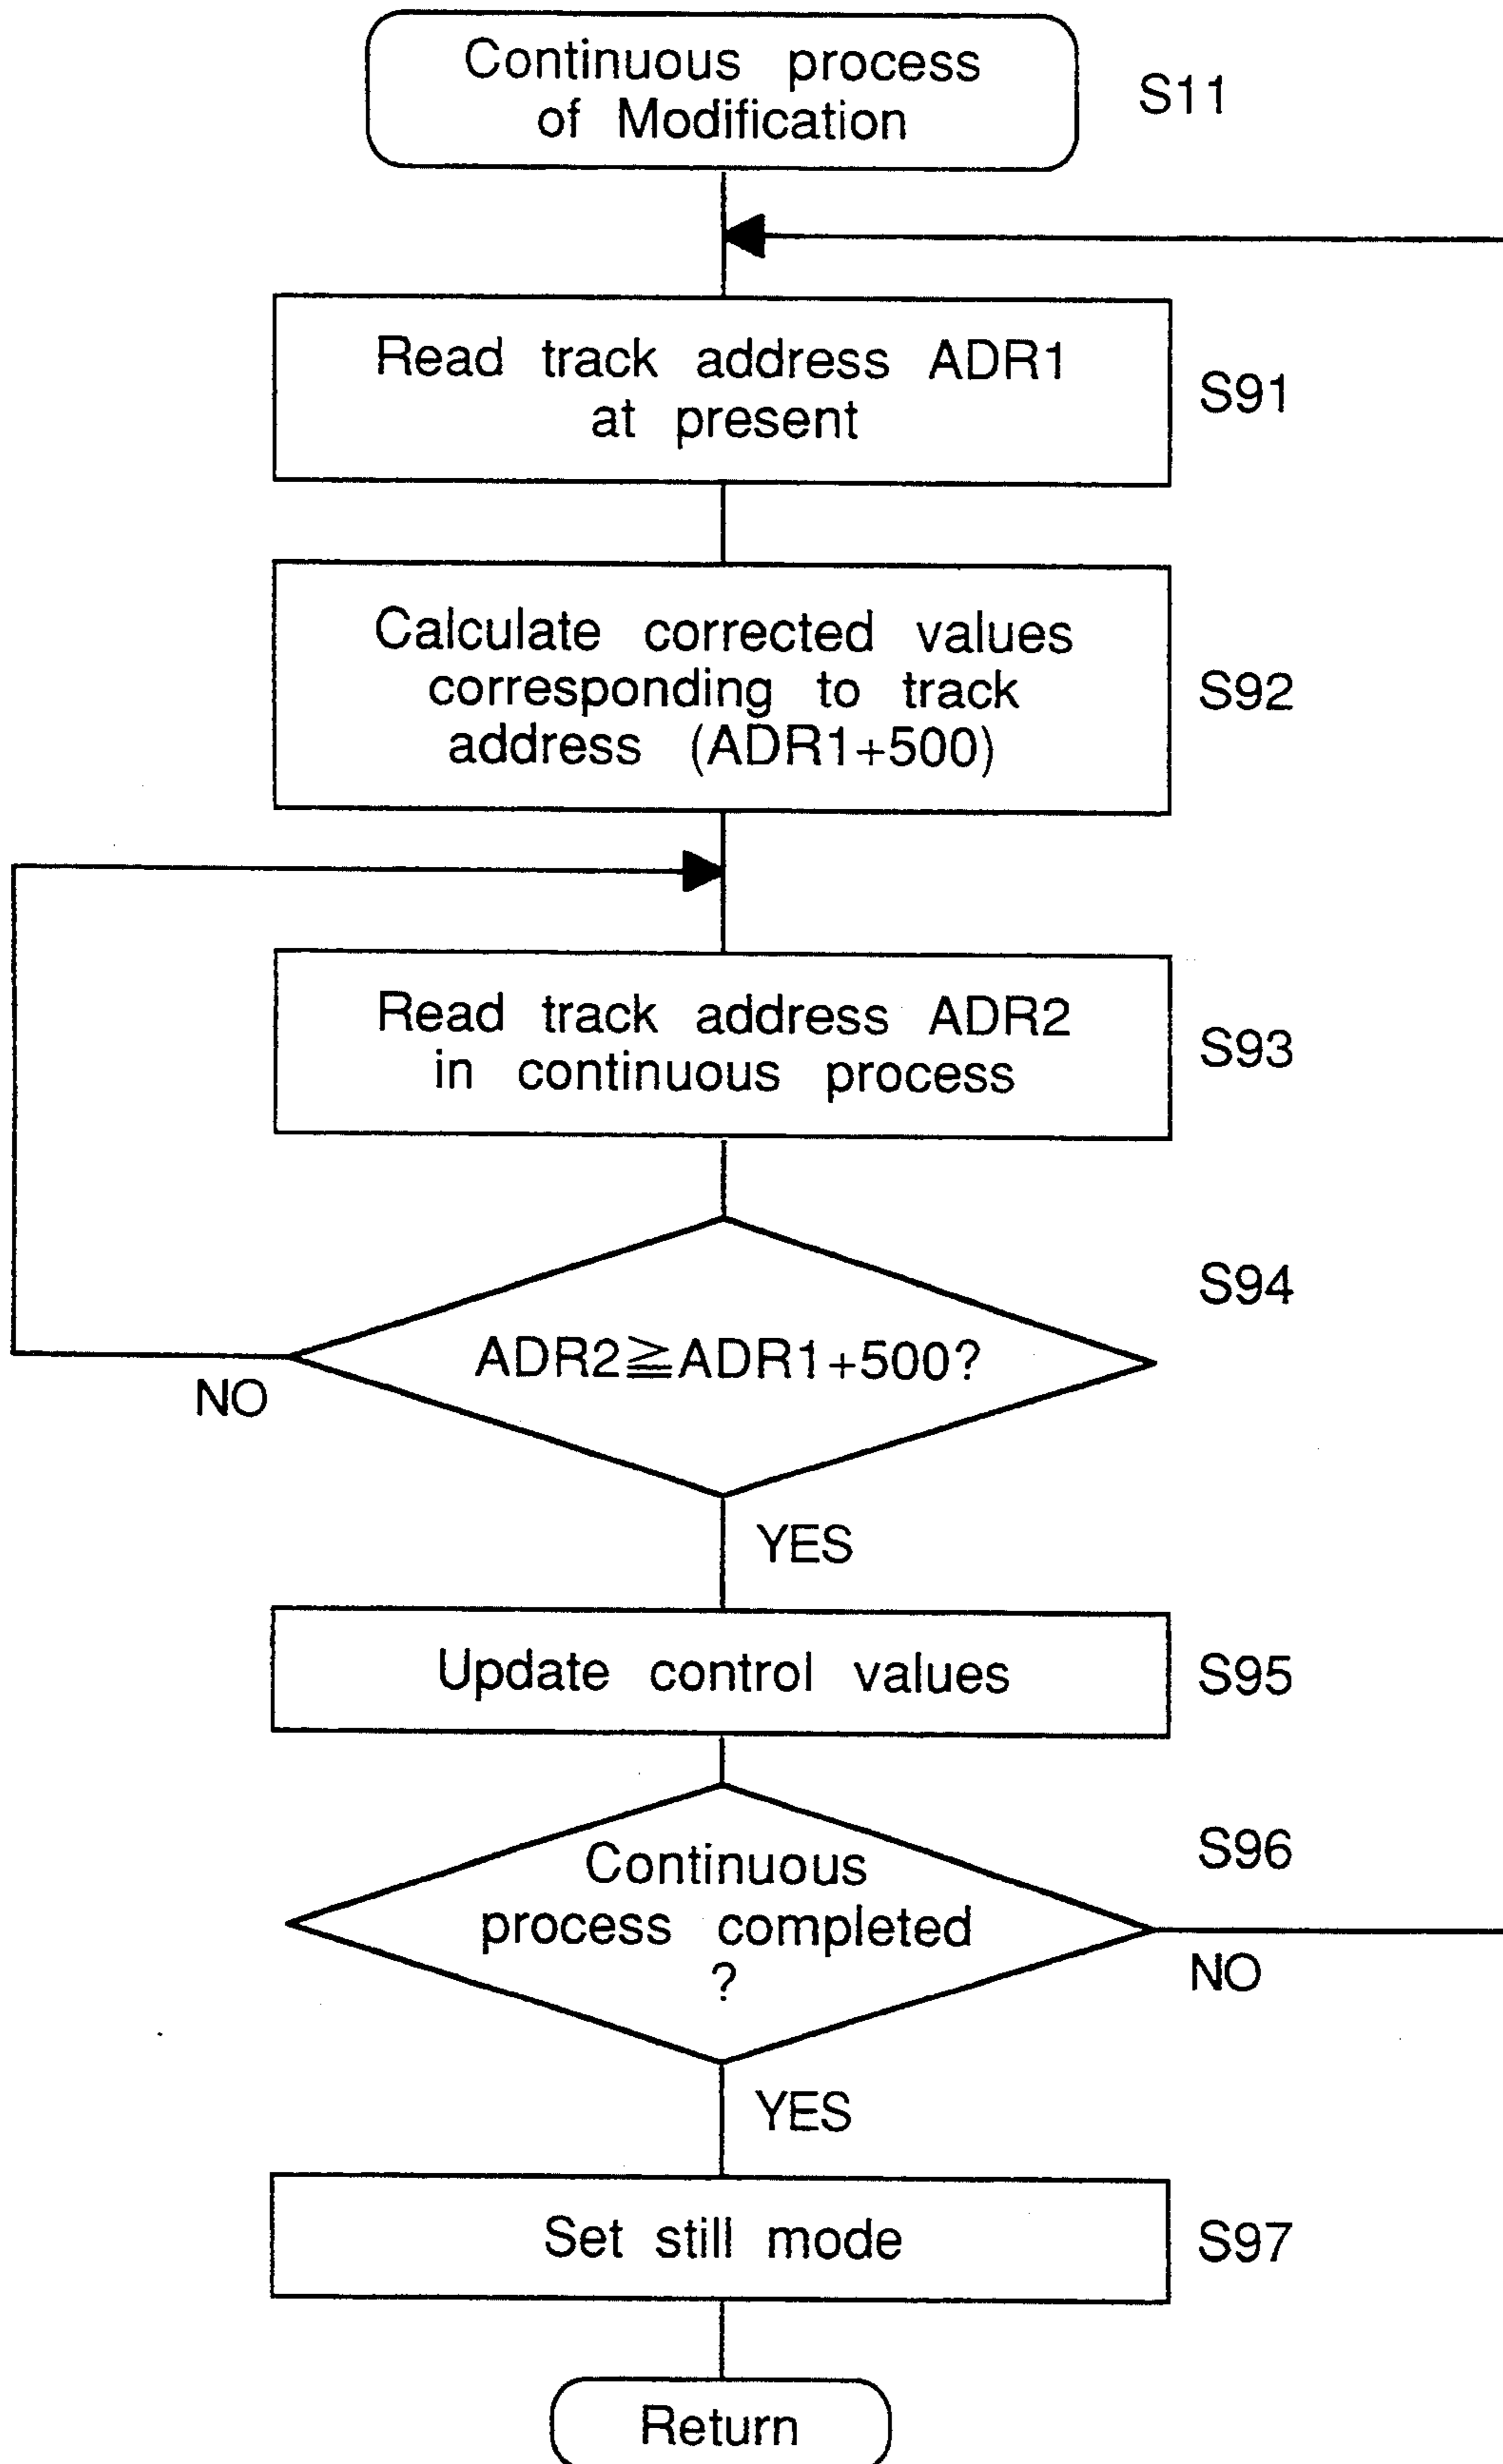 Continuous process
of Modification
S11
Read track address ADR1
at present
S91
Calculate corrected values
corresponding to track
address (ADR1+500)
S92
Read track address ADR2
in continuous process
S93
S94
ADR2≧ADR1+500?
NO
YES
Update control values
S95
Continuous
process completed
?
S96
NO
YES
Set still mode
S97
Return